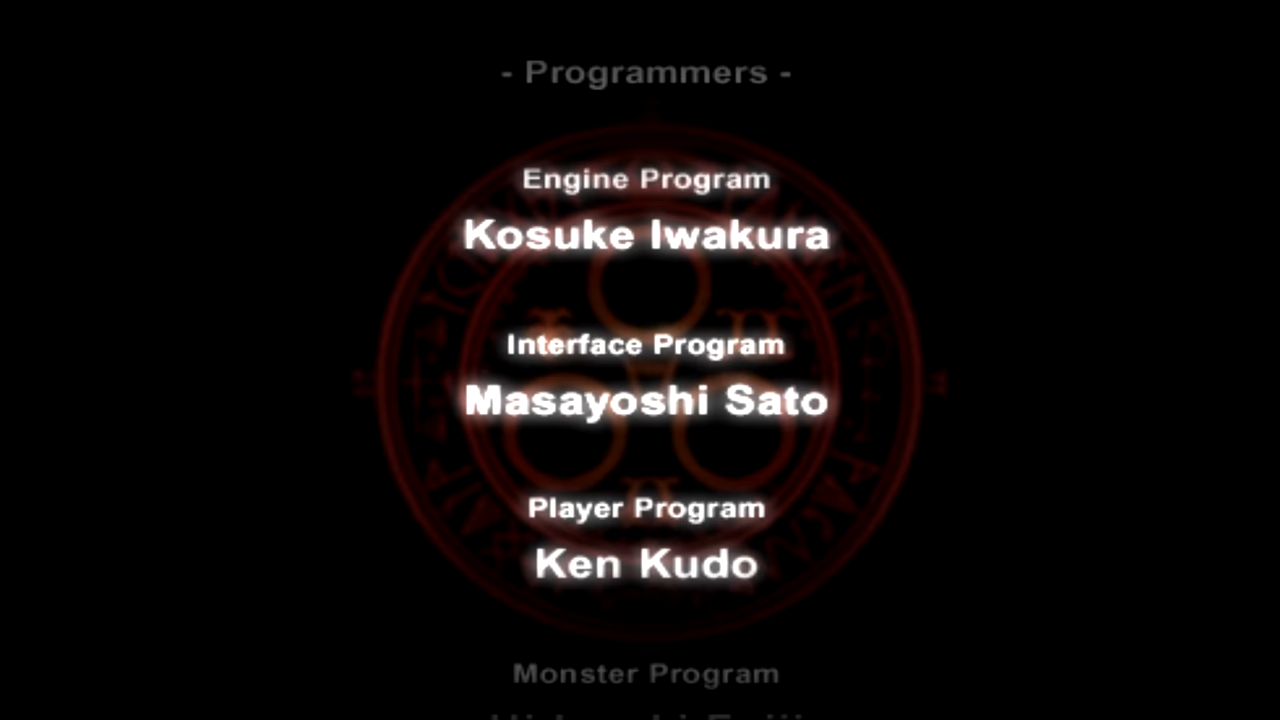 - Programmers -
Engine Program
Kosuke Iwakura
Interface Program
Masayoshi Sato
Player Program
Ken Kudo
Monster Program